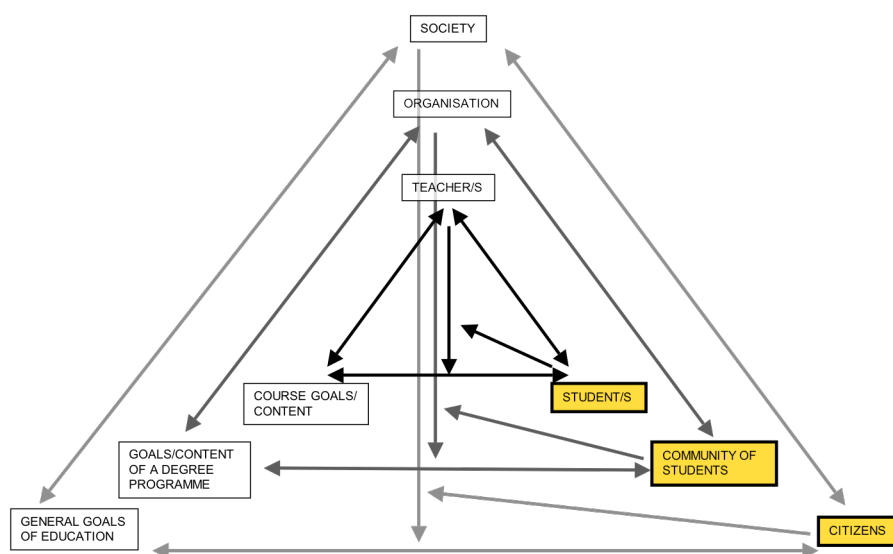 SOCIETY
ORGANISATION
TEACHER/S
COURSE GOALS/
CONTENT
STUDENT/S
GOALS/CONTENT
OF A DEGREE
PROGRAMME
COMMUNITY OF
STUDENTS
GENERAL GOALS
OF EDUCATION
CITIZENS